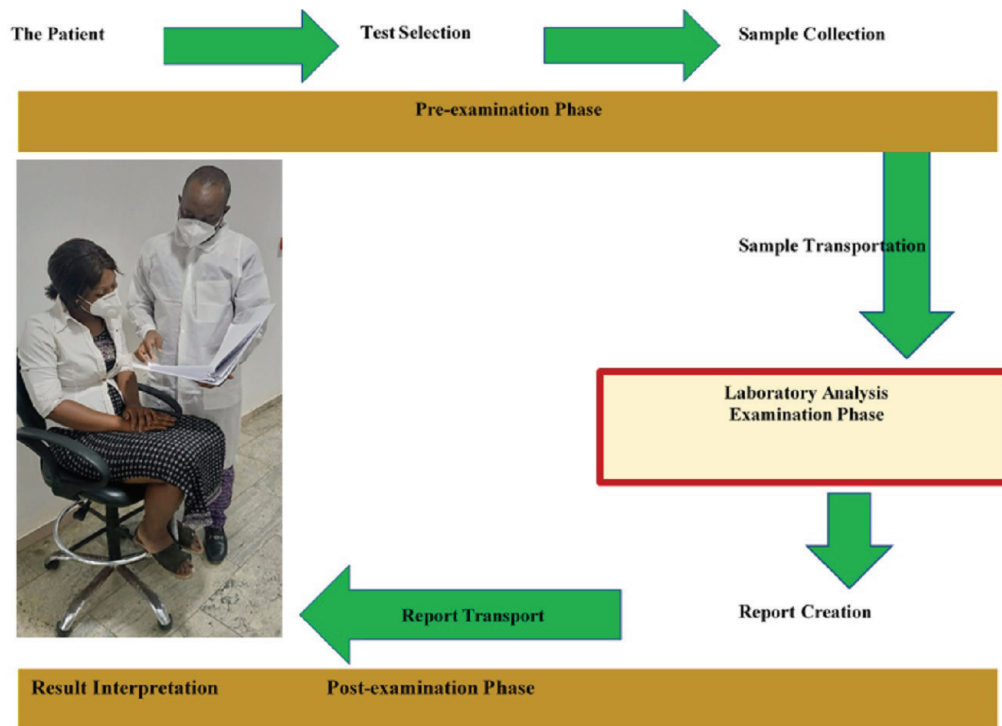 The Patient
Test Selection
Sample Collection
Pre-examination Phase
Sample Transportation
Laboratory Analysis
Examination Phase
Report Creation
Report Transport
Result Interpretation
Post-examination Phase